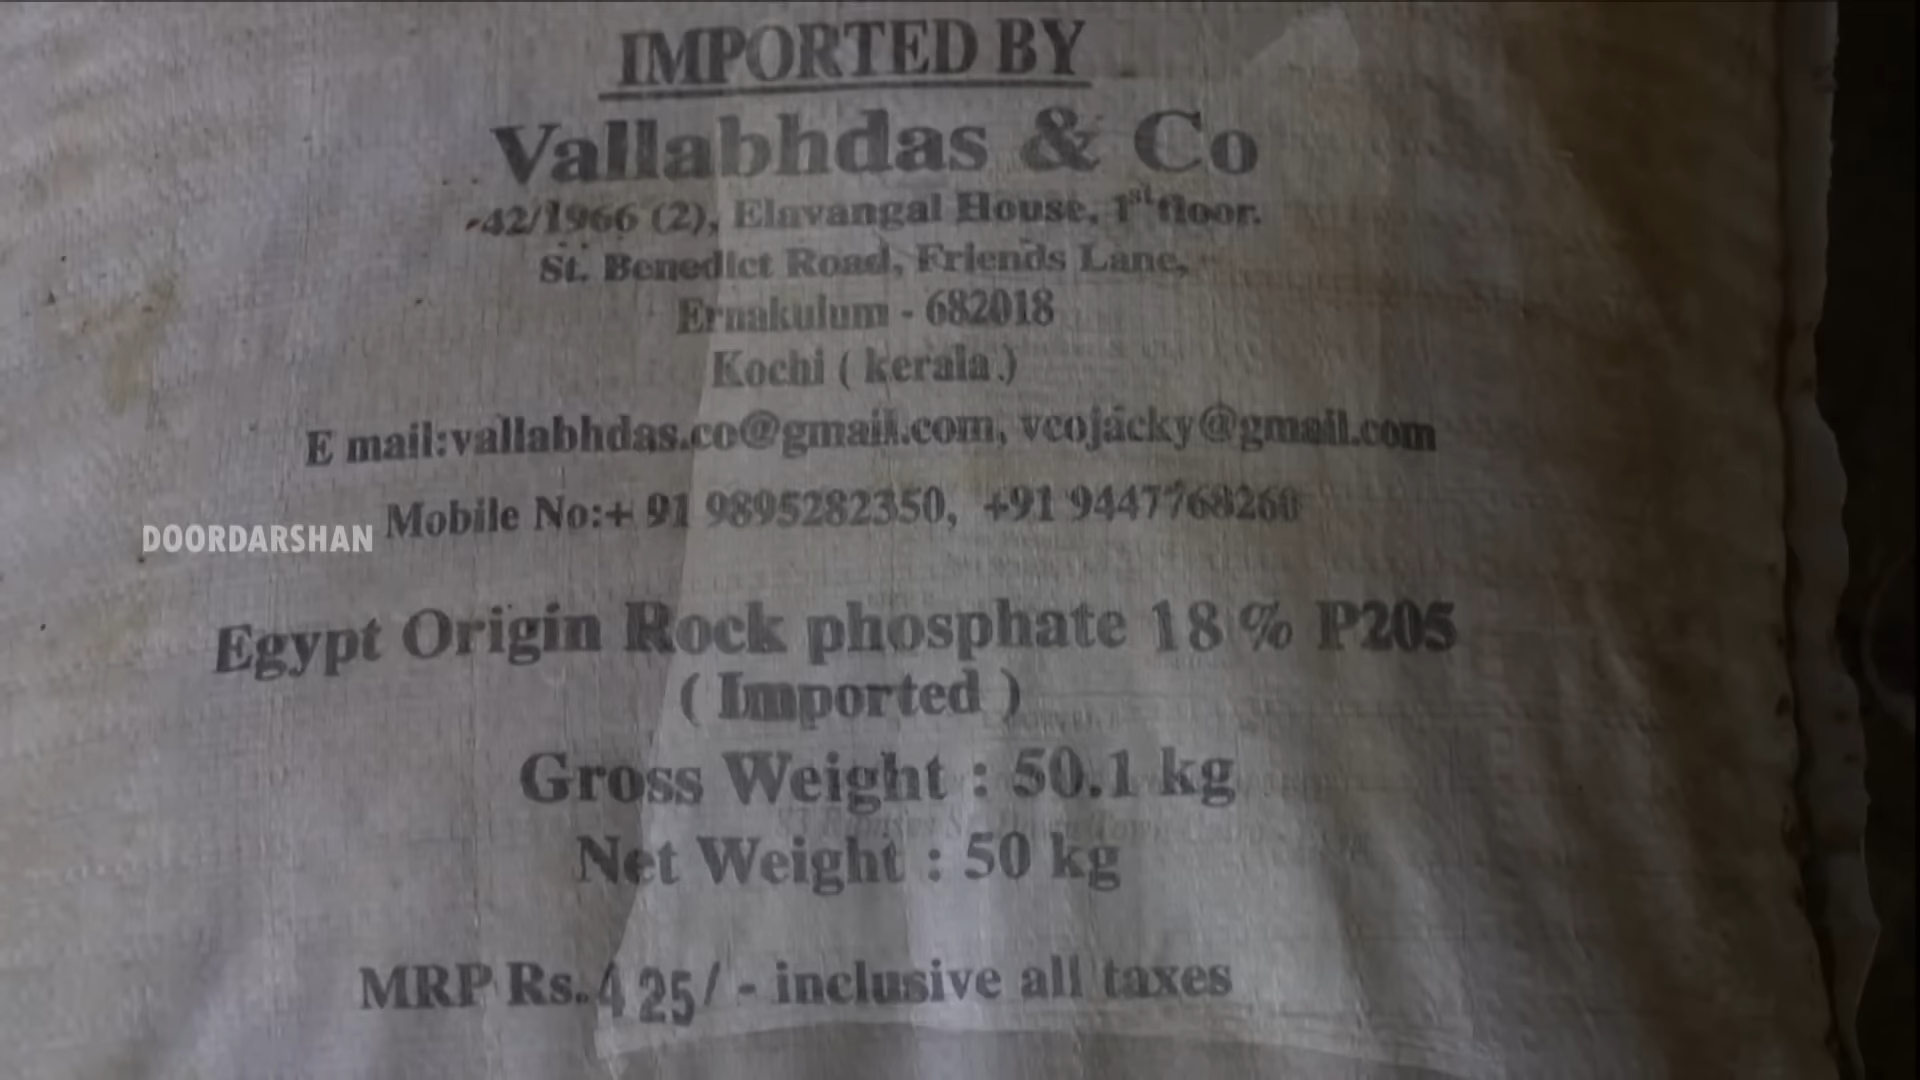 IMPORTED BY
Vallabhdas & Co
42/1966 (2), Elavangal House, 1st floor.
St. Benedict Road, Friends Lane,
Ernakulum - 682018
Kochi ( kerala )
E mail:vallabhdas.co@gmail.com, vcojacky@gmail.com
Mobile No:+ 91 9895282350, +91 9447768260
DOORDARSHAN
Egypt Origin Rock phosphate 18 % P205
( Imported )
Gross Weight : 50.1 kg
Net Weight : 50 kg
MRP Rs.425/- inclusive all taxes